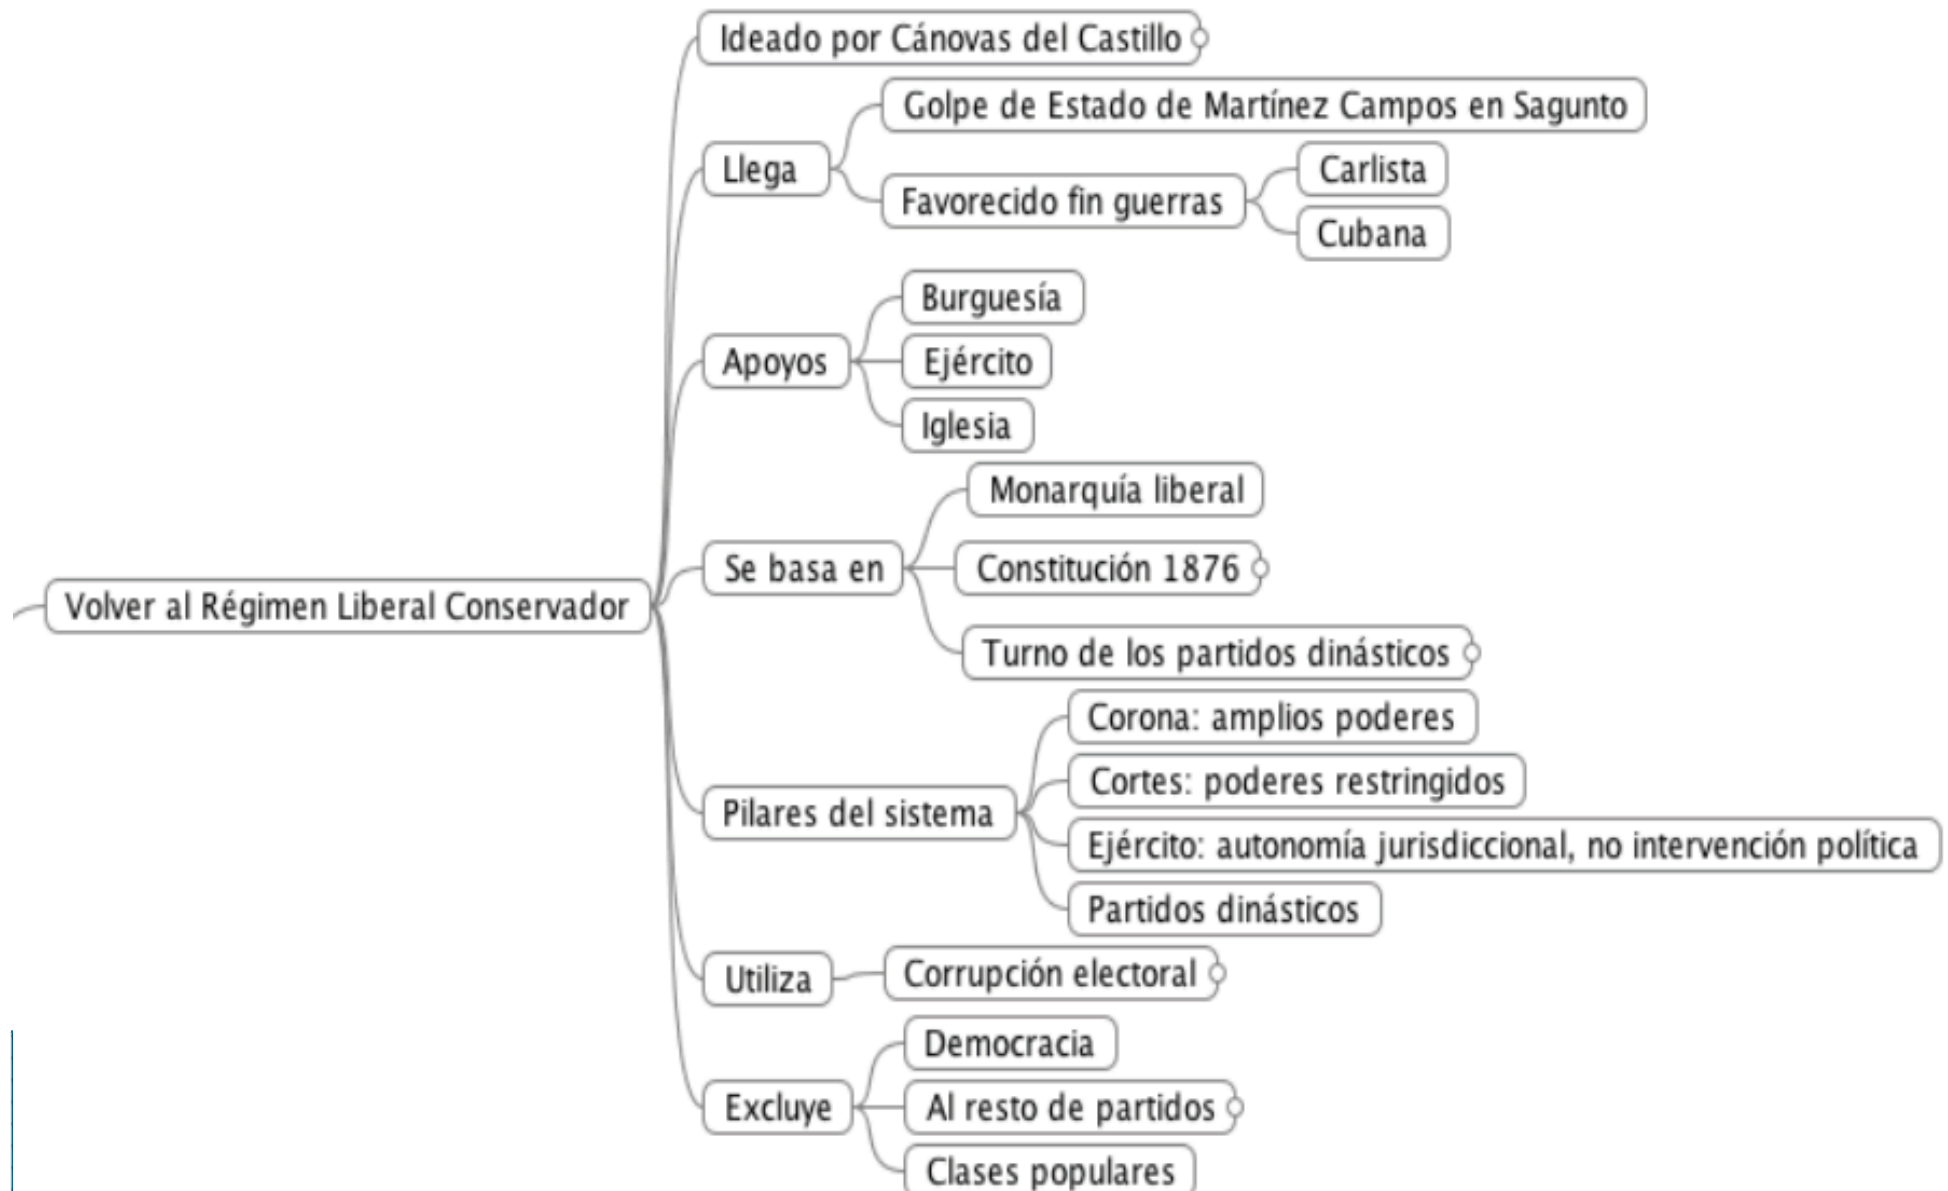 Ideado por Cánovas del Castillo
Llega
Golpe de Estado de Martínez Campos en Sagunto
Favorecido fin guerras
Carlista
Cubana
Apoyos
Burguesía
Ejército
Iglesia
Volver al Régimen Liberal Conservador
Se basa en
Monarquía liberal
Constitución 1876
Turno de los partidos dinásticos
Pilares del sistema
Corona: amplios poderes
Cortes: poderes restringidos
Ejército: autonomía jurisdiccional, no intervención política
Partidos dinásticos
Utiliza
Corrupción electoral
Excluye
Democracia
Al resto de partidos
Clases populares